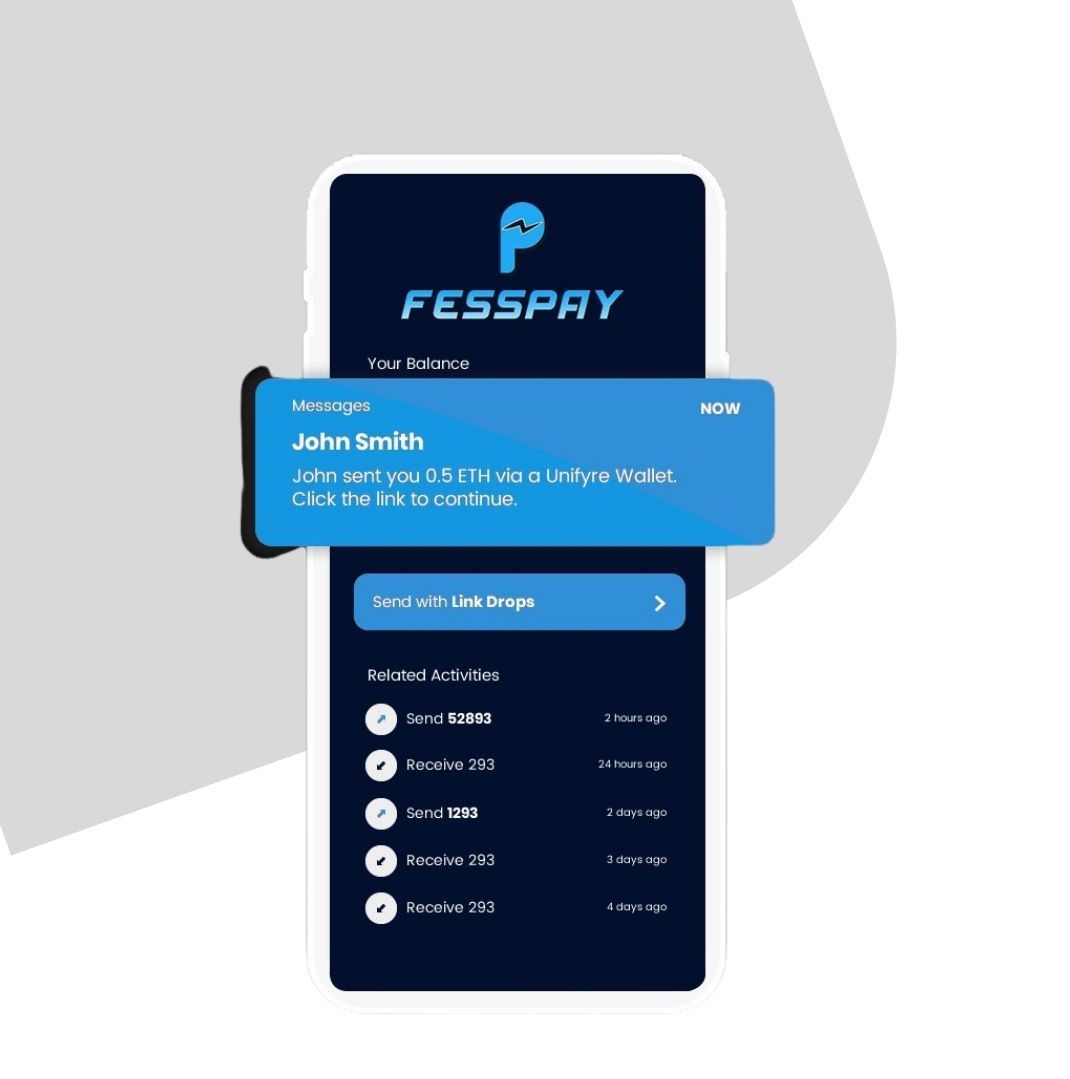 FESSPAY
Your Balance
Messages NOW
John Smith
John sent you 0.5 ETH via a Unifyre Wallet.
Click the link to continue.
Send with Link Drops
Related Activities
Send 52893 2 hours ago
Receive 293 24 hours ago
Send 1293 2 days ago
Receive 293 3 days ago
Receive 293 4 days ago